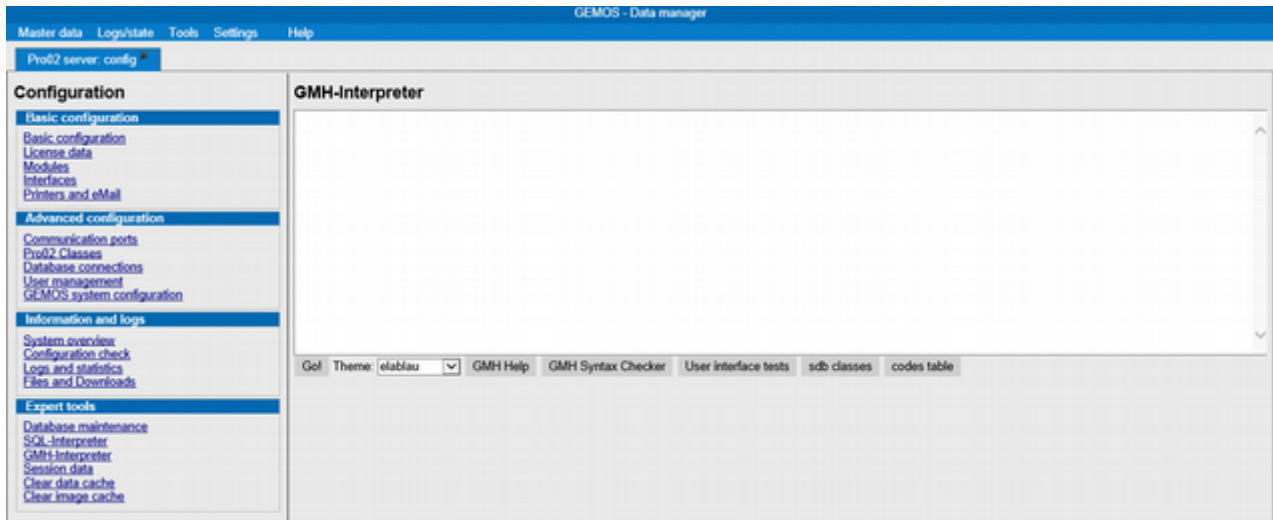 GEMOS - Data manager
Master data Logs/state Tools Settings Help
Pro02 server: config
Configuration
Basic configuration
Basic configuration
License data
Modules
Interfaces
Printers and eMail
Advanced configuration
Communication ports
Pro02 Classes
Database connections
User management
GEMOS system configuration
Information and logs
System overview
Configuration check
Logs and statistics
Files and Downloads
Expert tools
Database maintenance
SQL-Interpreter
GMH-Interpreter
Session data
Clear data cache
Clear image cache
GMH-Interpreter
Go! Theme: elablau GMH Help GMH Syntax Checker User interface tests sdb classes codes table